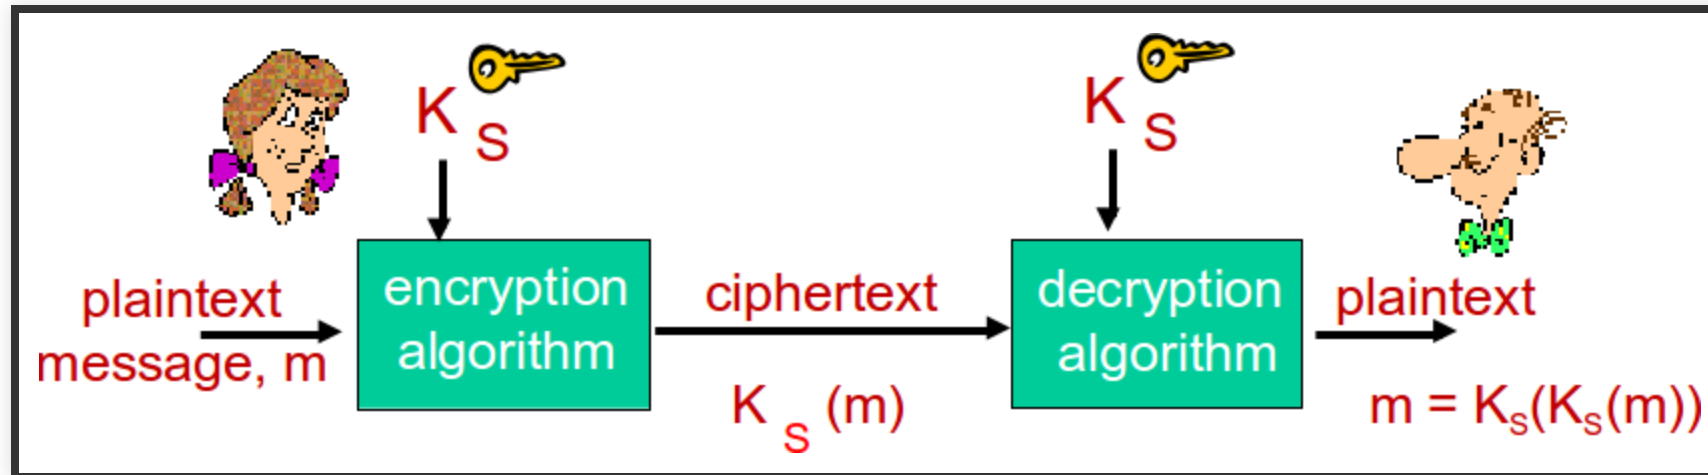 K S
K S
plaintext
message, m
encryption
algorithm
ciphertext
K S (m)
decryption
algorithm
plaintext
m = KS(KS(m))